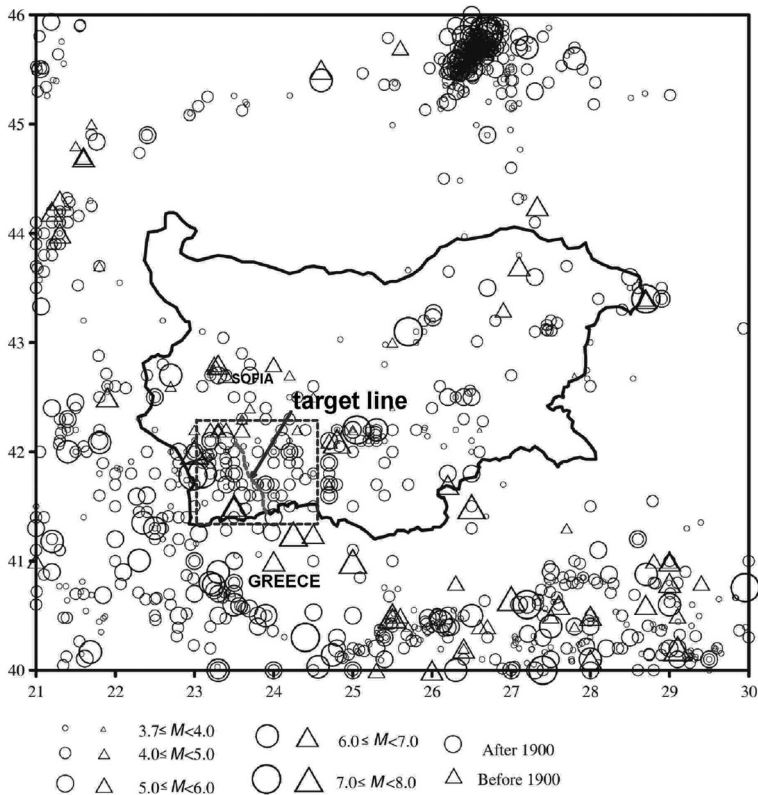 46
45
44
43
SOFIA
target line
42
41
GREECE
40
21 22 23 24 25 26 27 28 29 30
3.7≤ M<4.0
6.0≤ M<7.0
After 1900
4.0≤ M<5.0
5.0≤ M<6.0
7.0≤ M<8.0
Before 1900